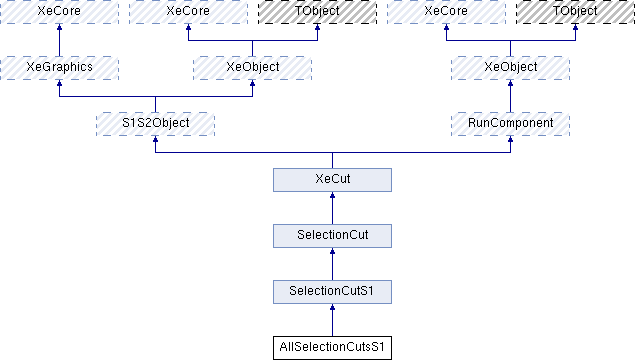 XeCore
XeCore
TObject
XeCore
TObject
XeGraphics
XeObject
XeObject
S1S2Object
RunComponent
XeCut
SelectionCut
SelectionCutS1
AllSelectionCutsS1